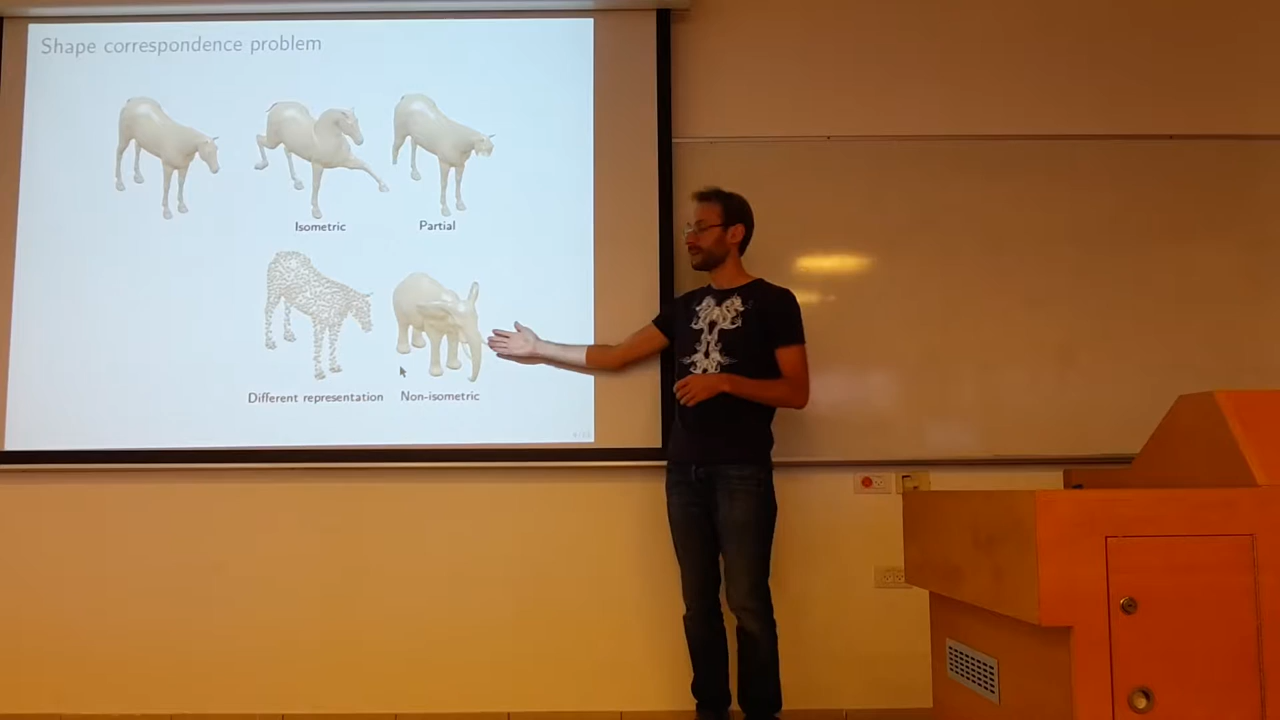 Shape correspondence problem
Isometric
Partial
Different representation
Non-isometric